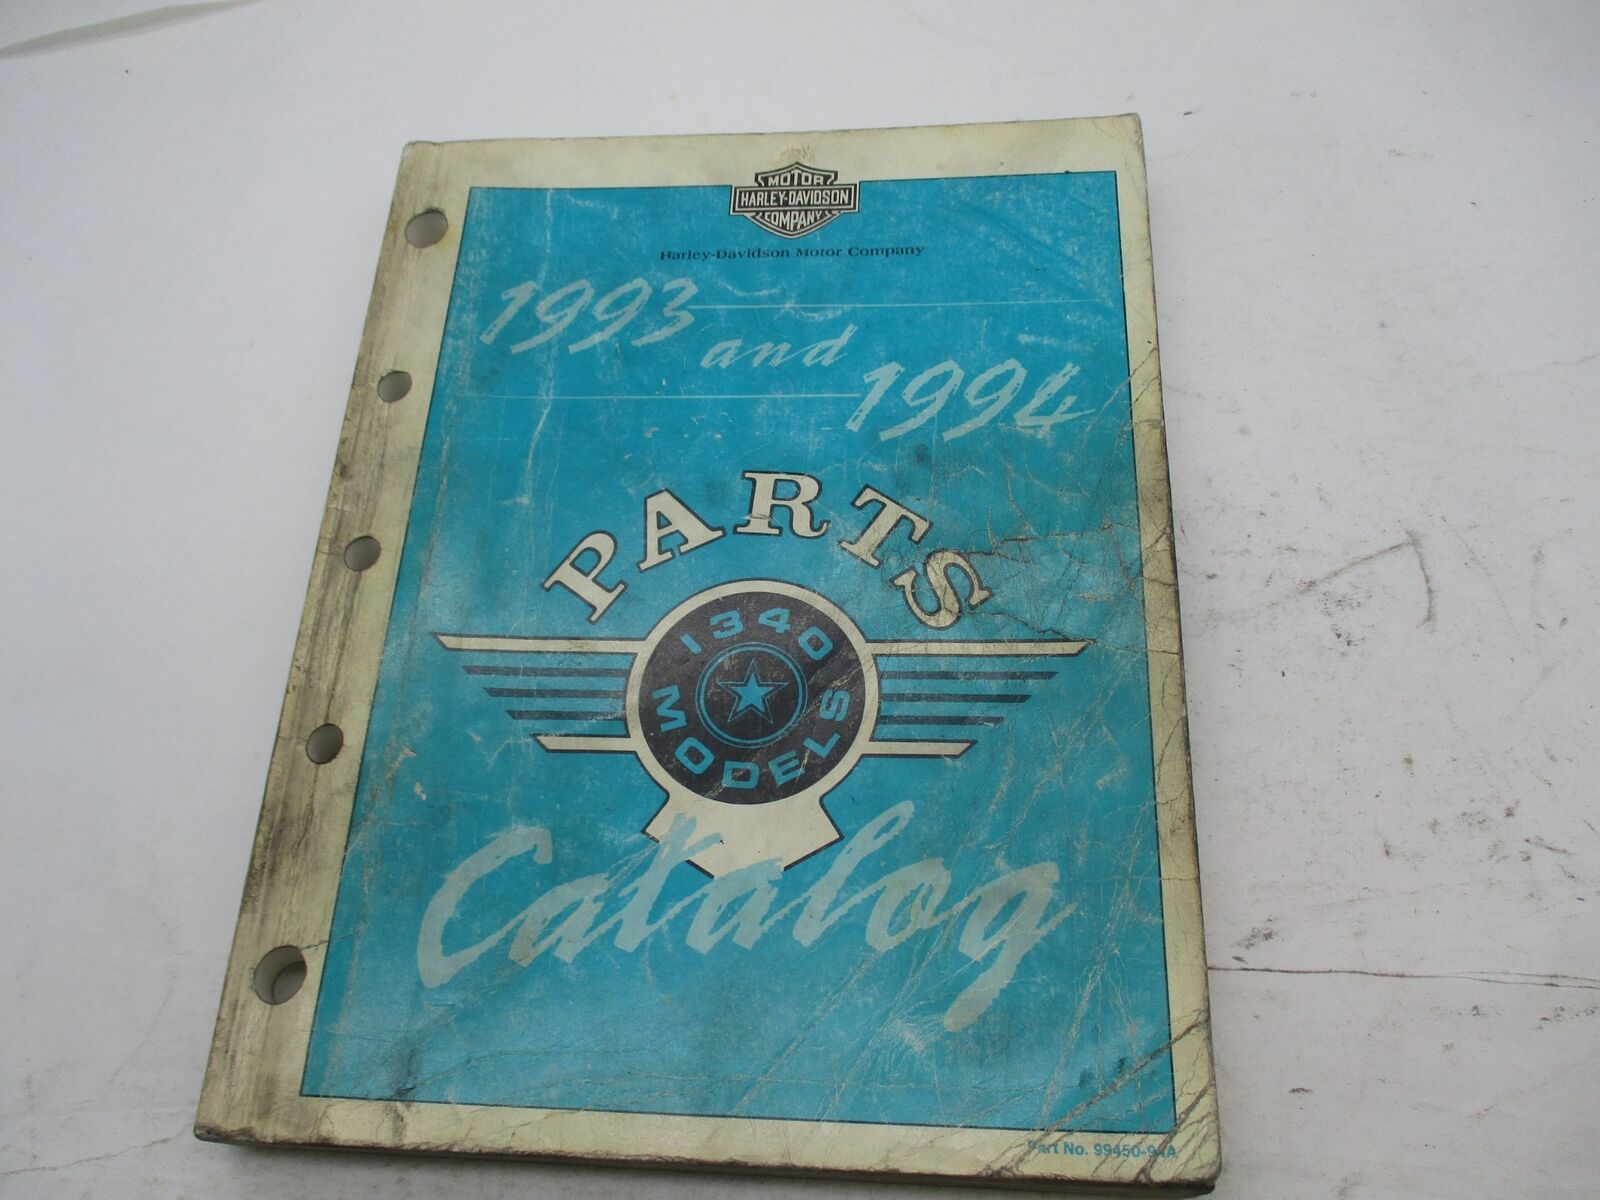 MOTOR
HARLEY-DAVIDSON
COMPANY
Harley-Davidson Motor Company
1993
and
1994
PARTS
1340
MODELS
Catalog
Part No. 99450-94A